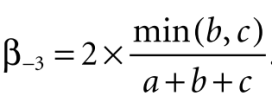 β₋₃ = 2 × min(b, c) / a + b + c.